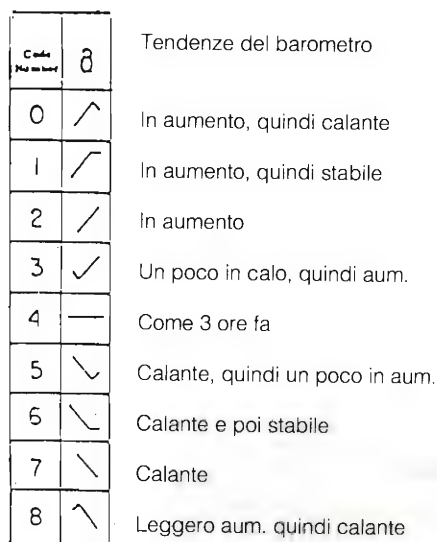 Code
Number a Tendenze del barometro
0 In aumento, quindi calante
1 In aumento, quindi stabile
2 In aumento
3 Un poco in calo, quindi aum.
4 Come 3 ore fa
5 Calante, quindi un poco in aum.
6 Calante e poi stabile
7 Calante
8 Leggero aum. quindi calante